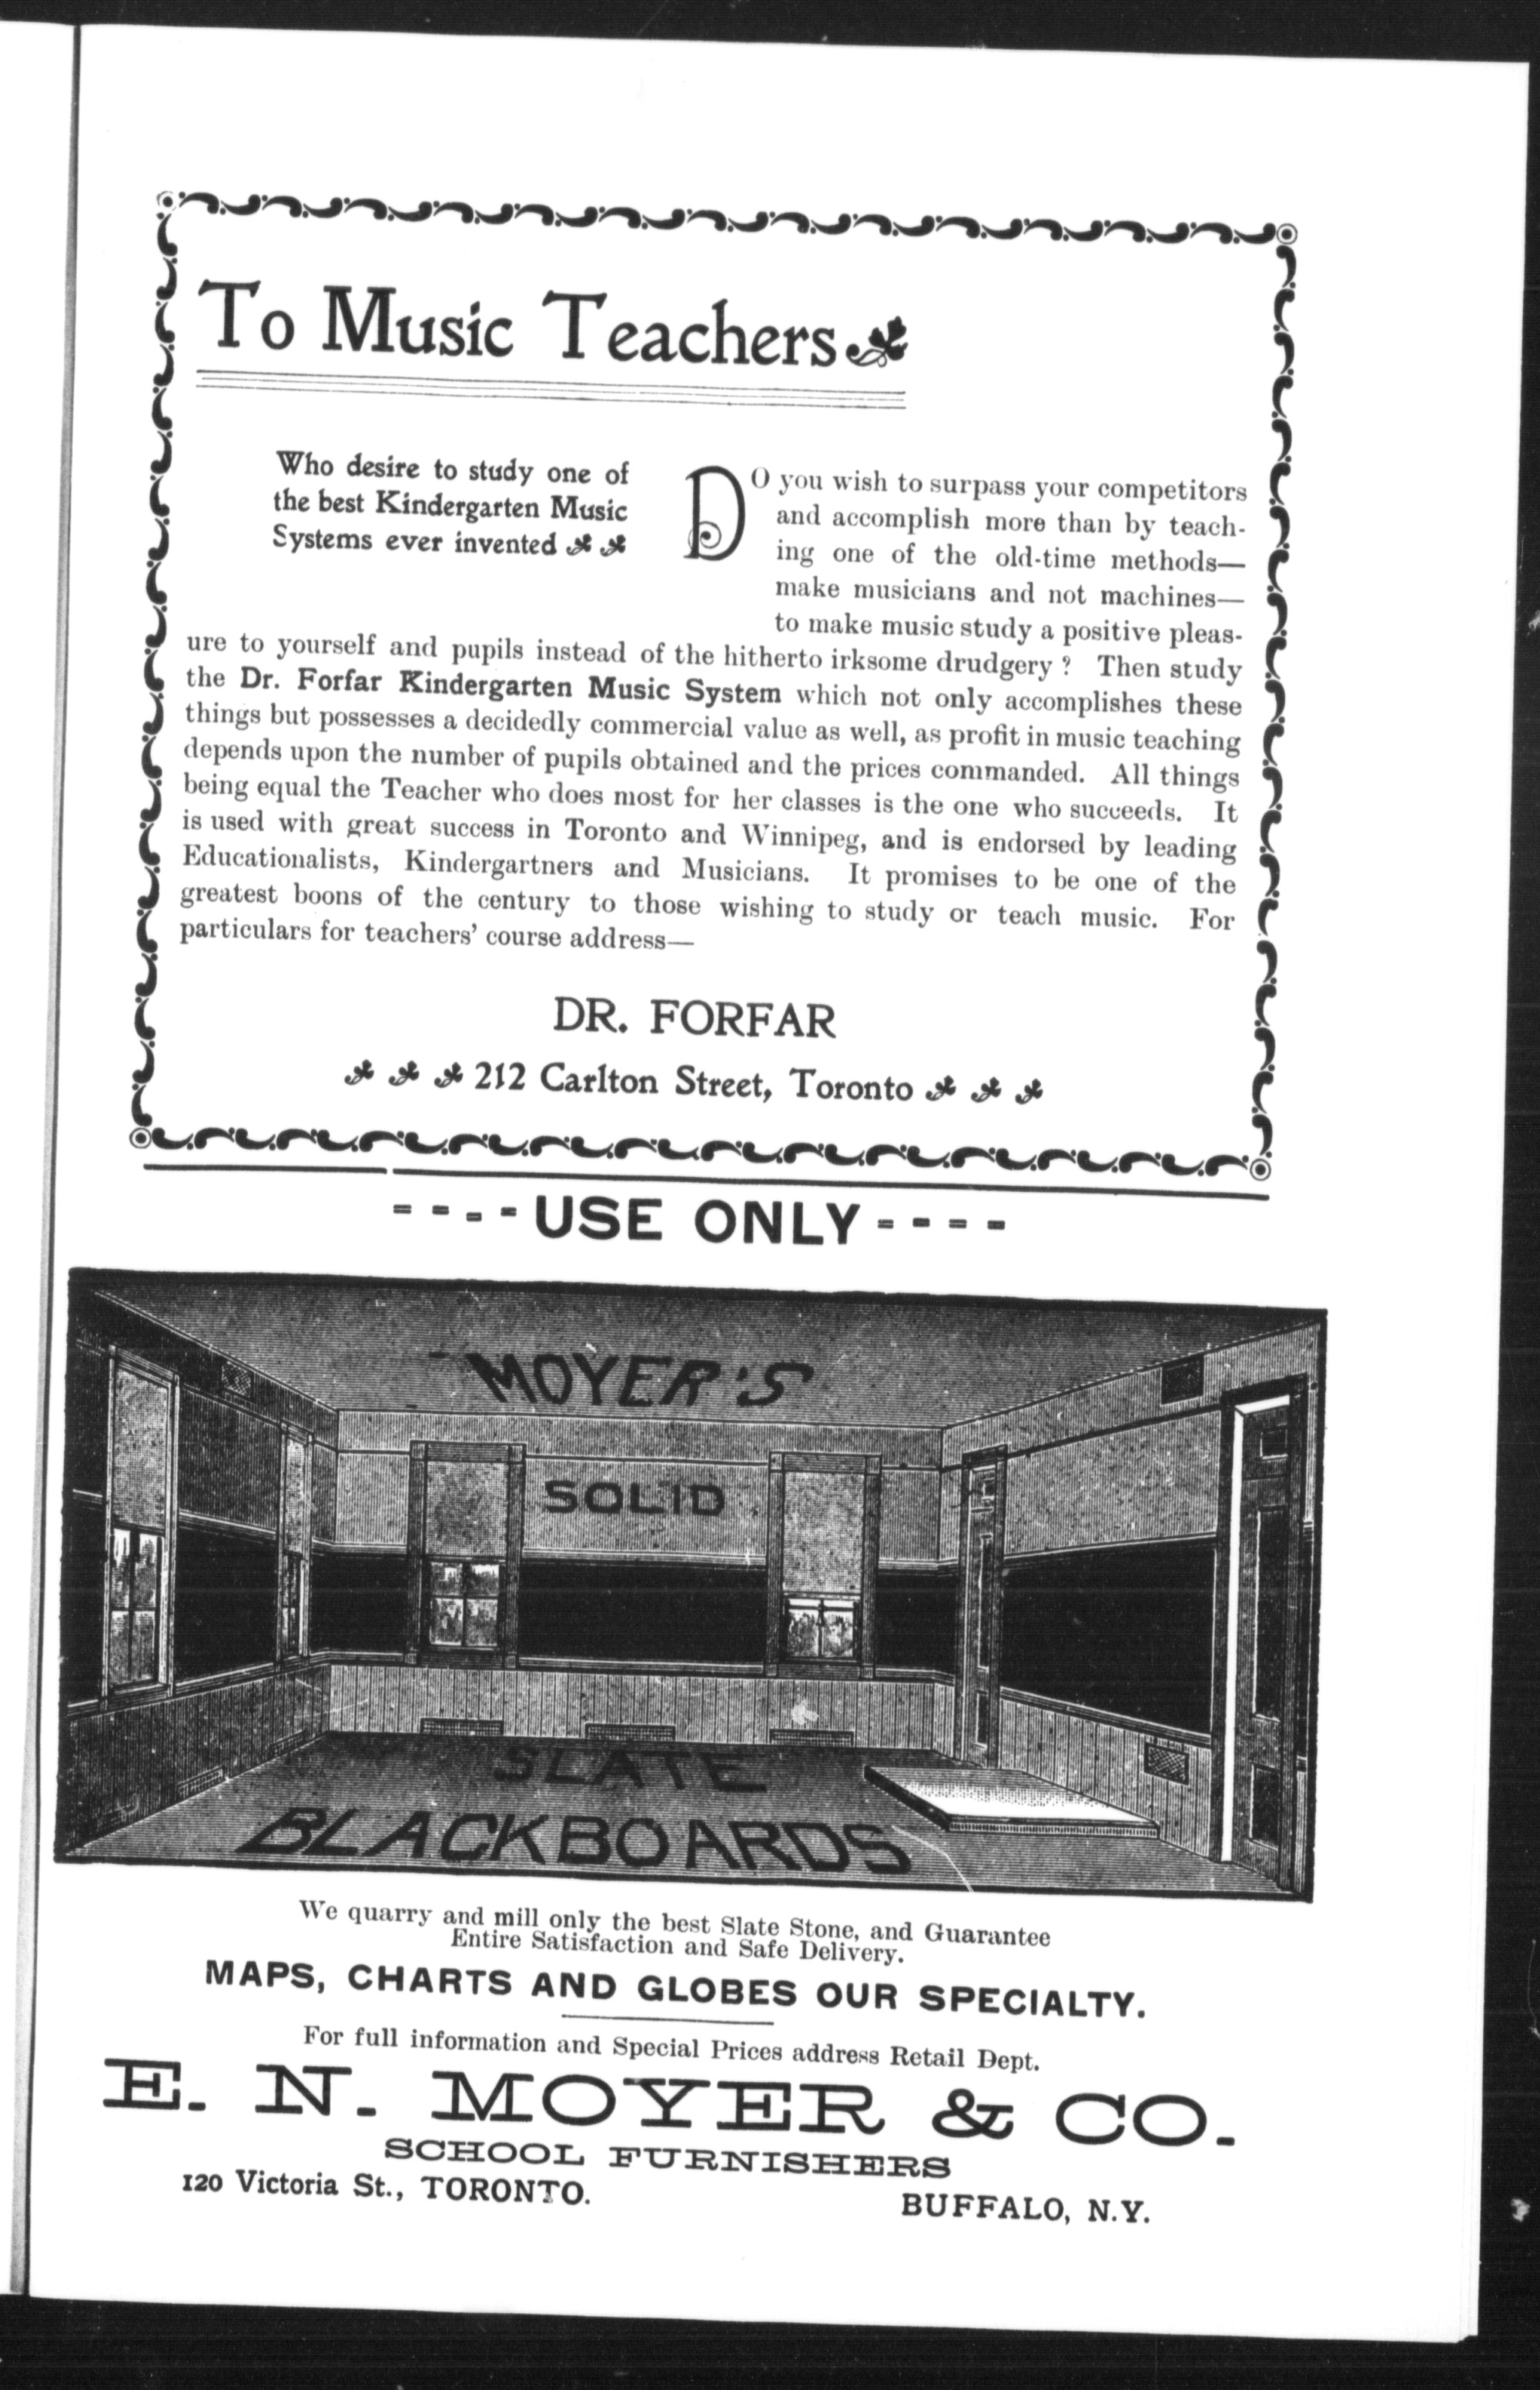 To Music Teachers
Who desire to study one of
the best Kindergarten Music
Systems ever invented
DO you wish to surpass your competitors
and accomplish more than by teach-
ing one of the old-time methods—
make musicians and not machines—
to make music study a positive pleas-
ure to yourself and pupils instead of the hitherto irksome drudgery ? Then study
the Dr. Forfar Kindergarten Music System which not only accomplishes these
things but possesses a decidedly commercial value as well, as profit in music teaching
depends upon the number of pupils obtained and the prices commanded. All things
being equal the Teacher who does most for her classes is the one who succeeds. It
is used with great success in Toronto and Winnipeg, and is endorsed by leading
Educationalists, Kindergartners and Musicians. It promises to be one of the
greatest boons of the century to those wishing to study or teach music. For
particulars for teachers' course address—
DR. FORFAR
212 Carlton Street, Toronto
- - - - USE ONLY - - - -
MOYER'S
SOLID
SLATE
BLACKBOARDS
We quarry and mill only the best Slate Stone, and Guarantee
Entire Satisfaction and Safe Delivery.
MAPS, CHARTS AND GLOBES OUR SPECIALTY.
For full information and Special Prices address Retail Dept.
E. N. MOYER & CO.
SCHOOL FURNISHERS
120 Victoria St., TORONTO. BUFFALO, N.Y.